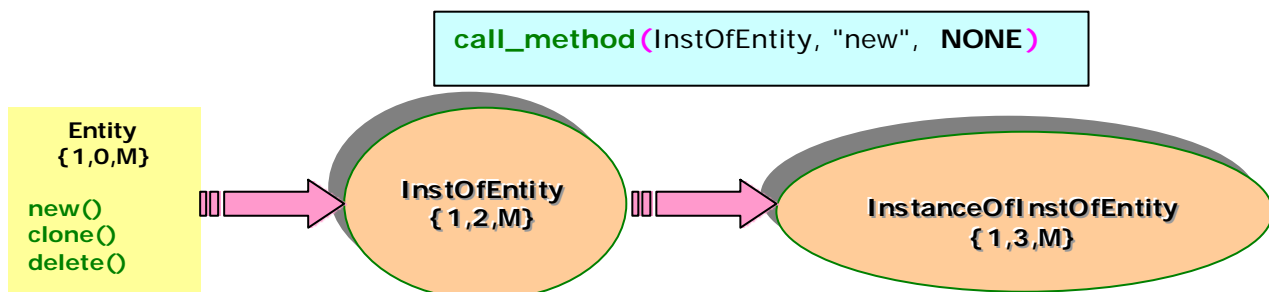 call_method(InstOfEntity, "new", NONE)
Entity
{1,0,M}
new()
clone()
delete()
InstOfEntity
{1,2,M}
InstanceOfInstOfEntity
{1,3,M}